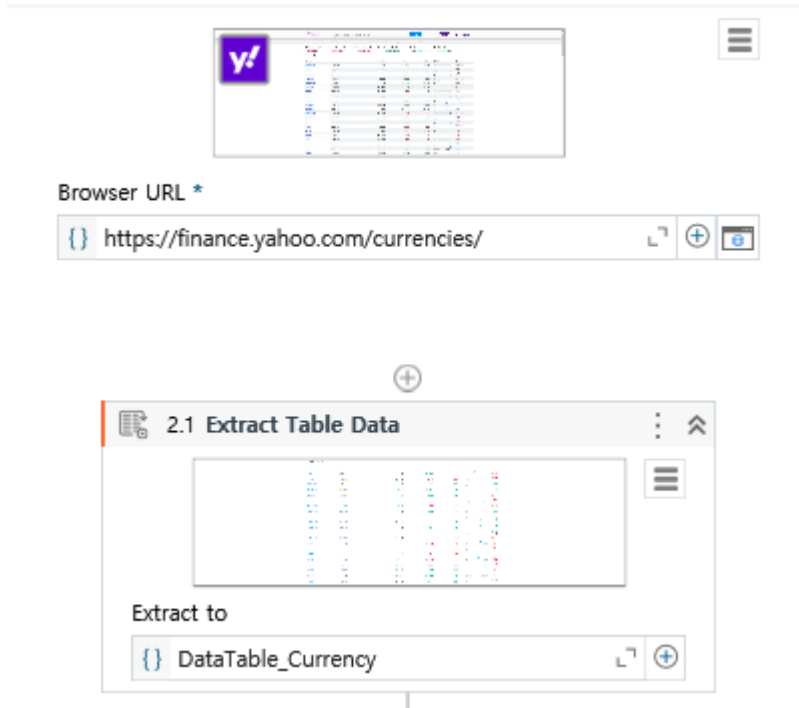 y!
Browser URL *
{} https://finance.yahoo.com/currencies/
2.1 Extract Table Data
Extract to
{} DataTable_Currency